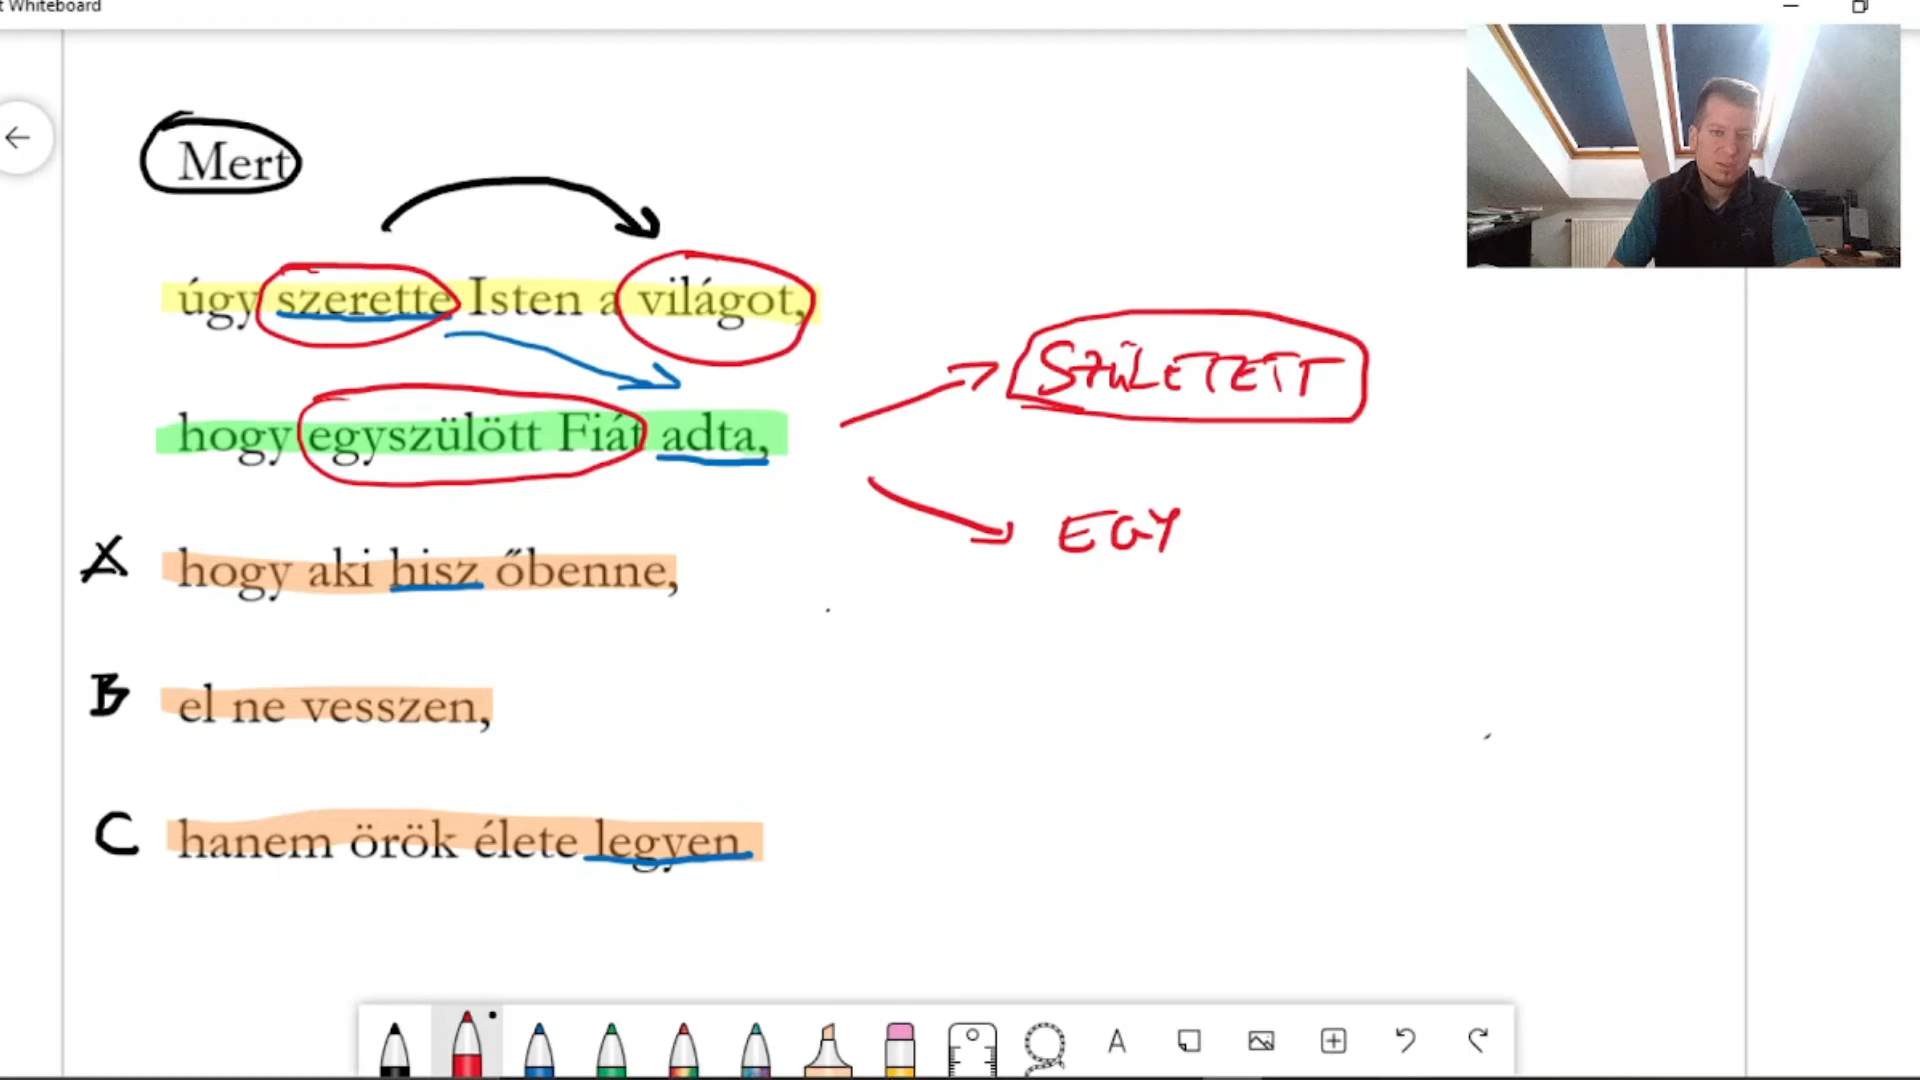 t Whiteboard
Mert
úgy szerette Isten a világot,
SZÜLETETT
hogy egyszülött Fiát adta,
EGY
A hogy aki hisz őbenne,
B el ne vesszen,
C hanem örök élete legyen.
A